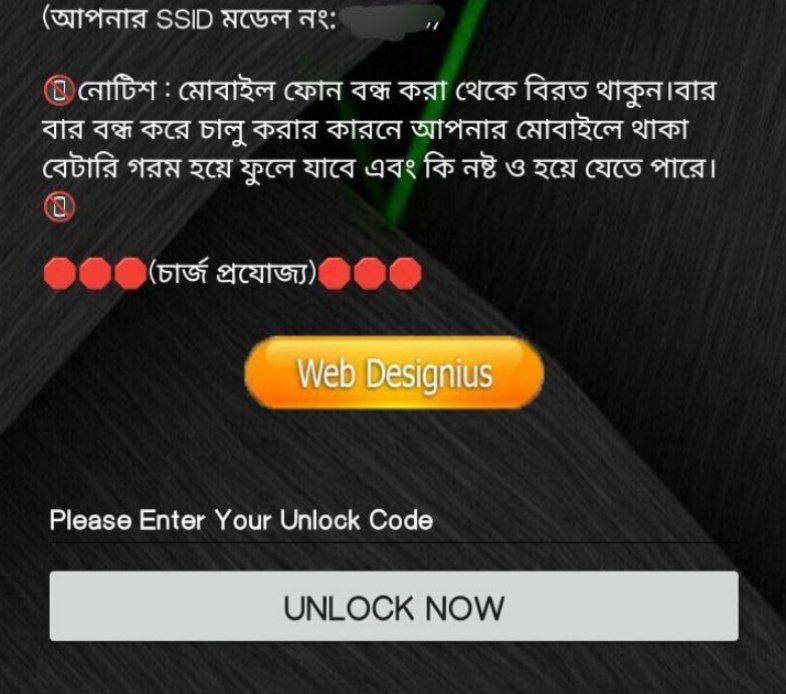 (আপনার SSID মডেল নং:
নোটিশ : মোবাইল ফোন বন্ধ করা থেকে বিরত থাকুন।বার
বার বন্ধ করে চালু করার কারনে আপনার মোবাইলে থাকা
বেটারি গরম হয়ে ফুলে যাবে এবং কি নষ্ট ও হয়ে যেতে পারে।
(চার্জ প্রযোজ্য)
Web Designius
Please Enter Your Unlock Code
UNLOCK NOW